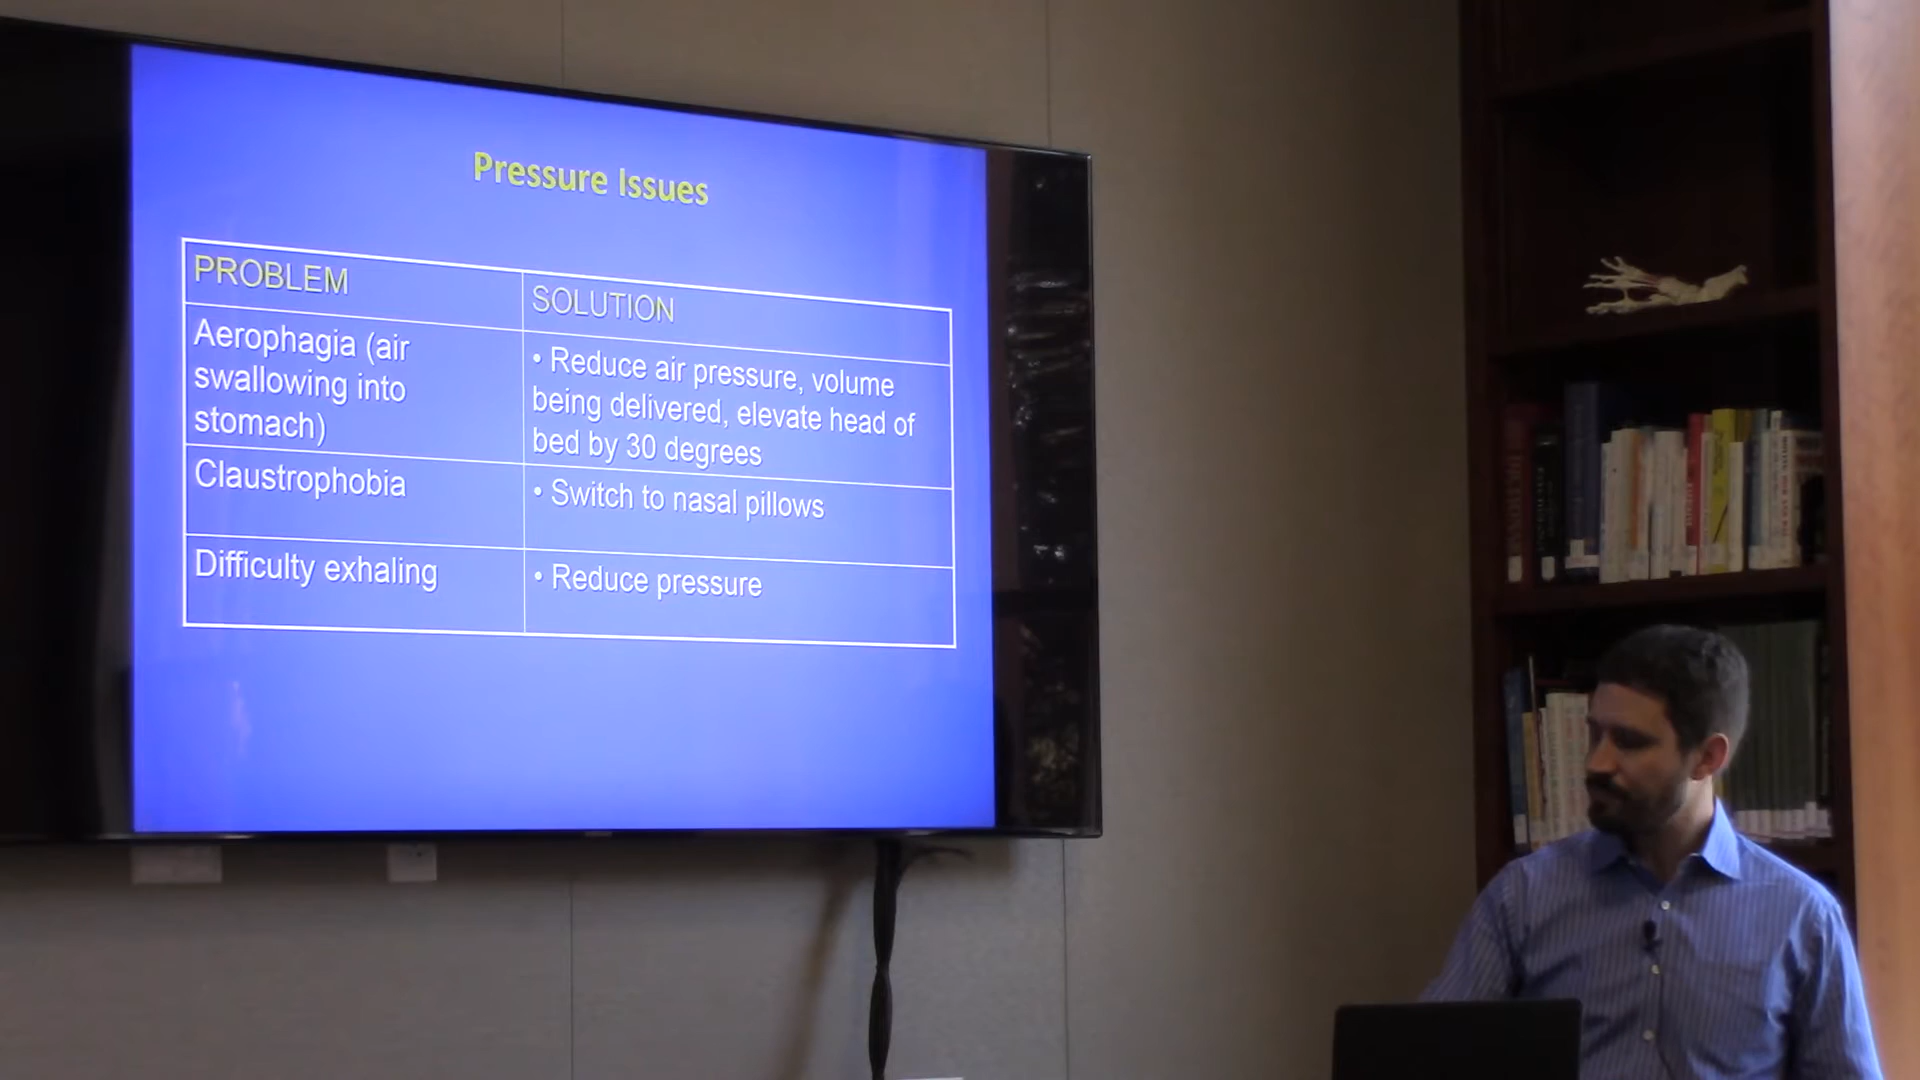 Pressure Issues
PROBLEM
SOLUTION
Aerophagia (air
swallowing into
stomach)
• Reduce air pressure, volume
being delivered, elevate head of
bed by 30 degrees
Claustrophobia
• Switch to nasal pillows
Difficulty exhaling
• Reduce pressure